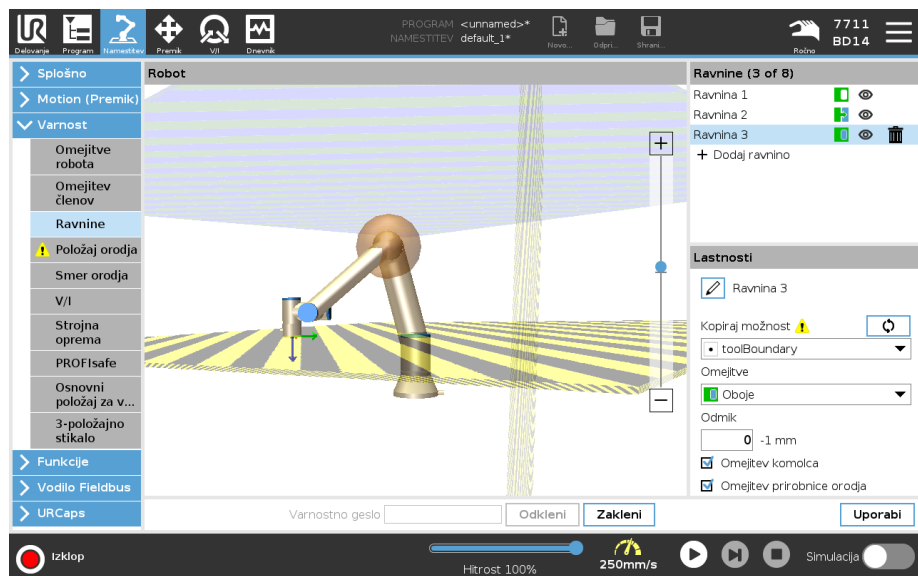 PROGRAM <unnamed>*
NAMESTITEV default_1*
Delovanje Program Namestitev Premik V/I Dnevnik Novo... Odpri... Shrani... Ročno
7711
BD14
Splošno
Motion (Premik)
Varnost
Omejitve
robota
Omejitev
členov
Ravnine
Položaj orodja
Smer orodja
V/I
Strojna
oprema
PROFIsafe
Osnovni
položaj za v...
3-položajno
stikalo
Funkcije
Vodilo Fieldbus
URCaps
Robot
Ravnine (3 of 8)
Ravnina 1
Ravnina 2
Ravnina 3
+ Dodaj ravnino
Lastnosti
Ravnina 3
Kopiraj možnost
toolBoundary
Omejitve
Oboje
Odmik
0 -1 mm
Omejitev komolca
Omejitev prirobnice orodja
Varnostno geslo Odkleni Zakleni Uporabi
Izklop
Hitrost 100%
250mm/s
Simulacija